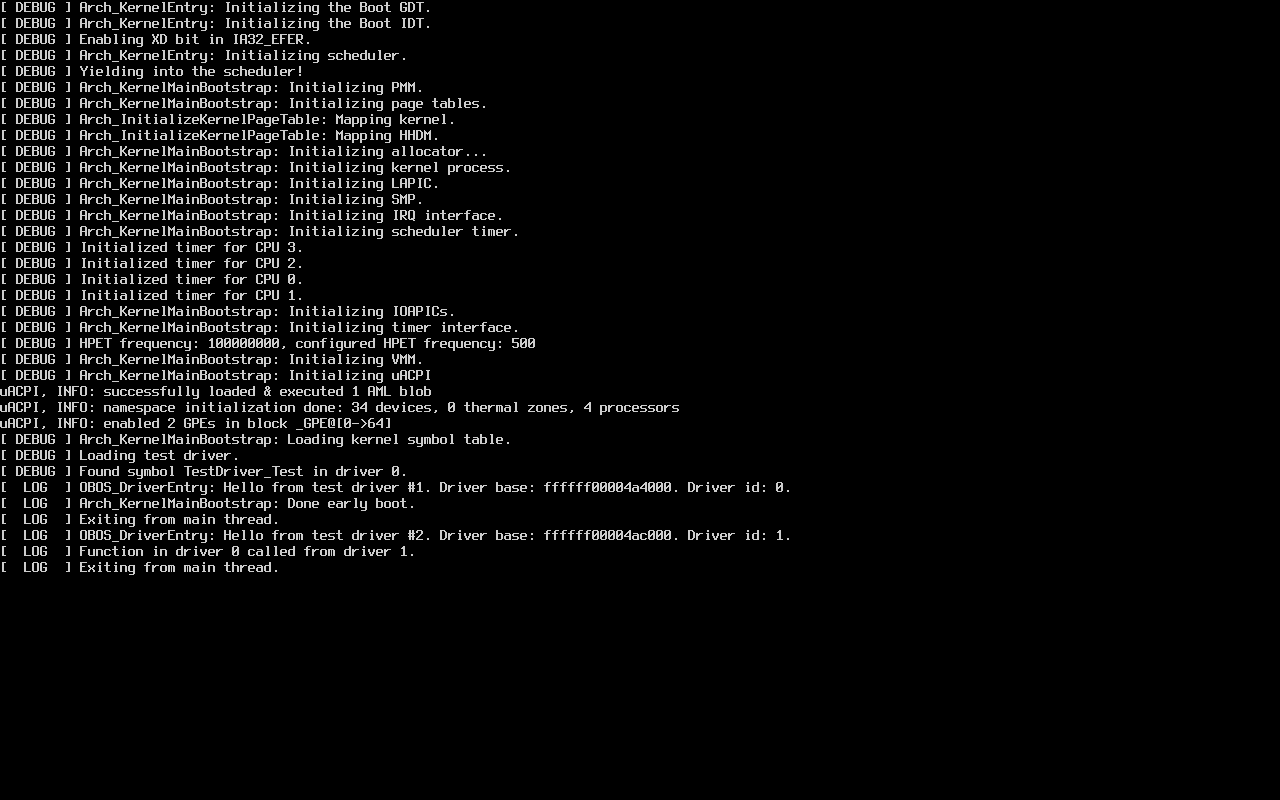 [ DEBUG ] Arch_KernelEntry: Initializing the Boot GDT.
[ DEBUG ] Arch_KernelEntry: Initializing the Boot IDT.
[ DEBUG ] Enabling XD bit in IA32_EFER.
[ DEBUG ] Arch_KernelEntry: Initializing scheduler.
[ DEBUG ] Yielding into the scheduler!
[ DEBUG ] Arch_KernelMainBootstrap: Initializing PMM.
[ DEBUG ] Arch_KernelMainBootstrap: Initializing page tables.
[ DEBUG ] Arch_InitializeKernelPageTable: Mapping kernel.
[ DEBUG ] Arch_InitializeKernelPageTable: Mapping HHDM.
[ DEBUG ] Arch_KernelMainBootstrap: Initializing allocator...
[ DEBUG ] Arch_KernelMainBootstrap: Initializing kernel process.
[ DEBUG ] Arch_KernelMainBootstrap: Initializing LAPIC.
[ DEBUG ] Arch_KernelMainBootstrap: Initializing SMP.
[ DEBUG ] Arch_KernelMainBootstrap: Initializing IRQ interface.
[ DEBUG ] Arch_KernelMainBootstrap: Initializing scheduler timer.
[ DEBUG ] Initialized timer for CPU 3.
[ DEBUG ] Initialized timer for CPU 2.
[ DEBUG ] Initialized timer for CPU 0.
[ DEBUG ] Initialized timer for CPU 1.
[ DEBUG ] Arch_KernelMainBootstrap: Initializing IOAPICs.
[ DEBUG ] Arch_KernelMainBootstrap: Initializing timer interface.
[ DEBUG ] HPET frequency: 100000000, configured HPET frequency: 500
[ DEBUG ] Arch_KernelMainBootstrap: Initializing VMM.
[ DEBUG ] Arch_KernelMainBootstrap: Initializing uACPI
uACPI, INFO: successfully loaded & executed 1 AML blob
uACPI, INFO: namespace initialization done: 34 devices, 0 thermal zones, 4 processors
uACPI, INFO: enabled 2 GPEs in block _GPE@[0->64]
[ DEBUG ] Arch_KernelMainBootstrap: Loading kernel symbol table.
[ DEBUG ] Loading test driver.
[ DEBUG ] Found symbol TestDriver_Test in driver 0.
[  LOG  ] OBOS_DriverEntry: Hello from test driver #1. Driver base: ffffff00004a4000. Driver id: 0.
[  LOG  ] Arch_KernelMainBootstrap: Done early boot.
[  LOG  ] Exiting from main thread.
[  LOG  ] OBOS_DriverEntry: Hello from test driver #2. Driver base: ffffff00004ac000. Driver id: 1.
[  LOG  ] Function in driver 0 called from driver 1.
[  LOG  ] Exiting from main thread.